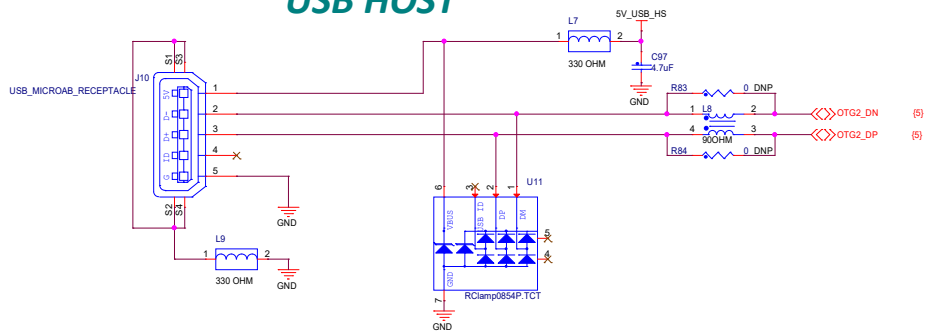 USB HOST
5V_USB_HS
L7
1 2
330 OHM
C97
4.7uF
GND
S1
S3
J10
USB_MICROAB_RECEPTACLE
5V
1
D-
2
D+
3
ID
4
G
5
S2
S4
GND
L9
1 2
330 OHM
GND
R83 0 DNP
1 L8 2
OTG2_DN {5}
4 3
OTG2_DP {5}
90OHM
R84 0 DNP
U11
6 3 2 1
VBUS
USB ID
DP
DM
5
4
GND
7
RClamp0854P.TCT
GND